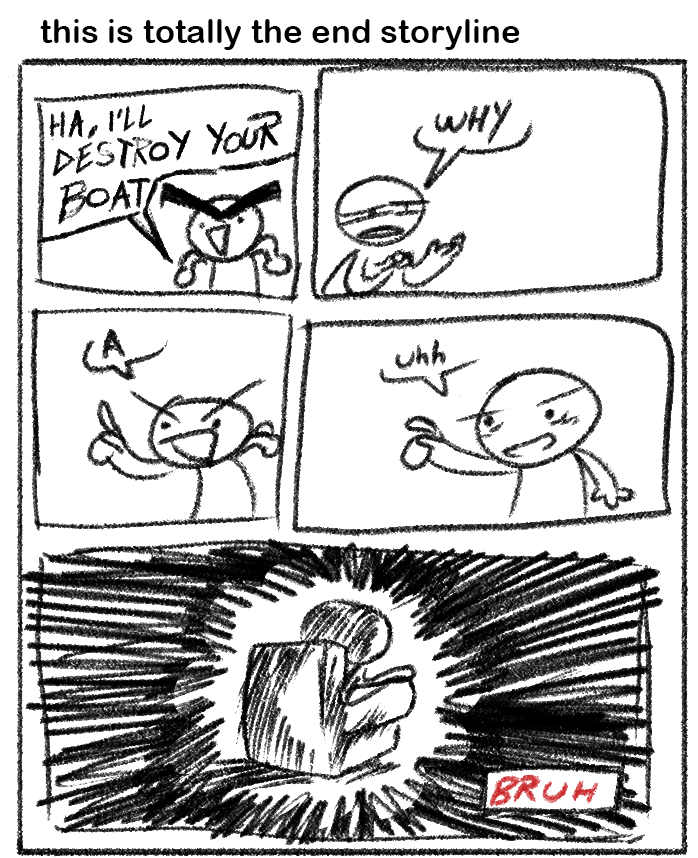 this is totally the end storyline
HA, I'LL
DESTROY YOUR
BOAT
WHY
A
uhh
BRUH